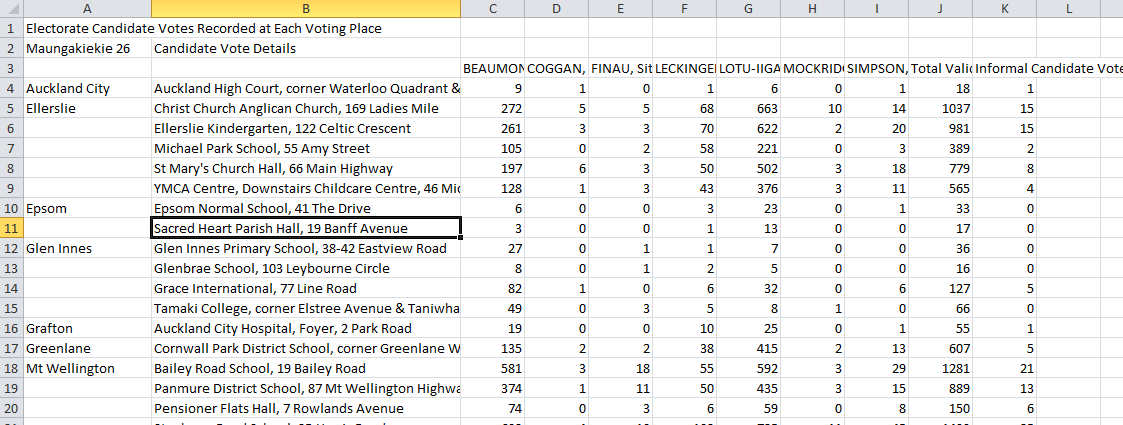 A B C D E F G H I J K L
1 Electorate Candidate Votes Recorded at Each Voting Place
2 Maungakiekie 26 Candidate Vote Details
3 BEAUMON COGGAN, FINAU, Sit LECKINGE LOTU-IIGA MOCKRIDG SIMPSON, Total Valid Informal Candidate Vote
4 Auckland City Auckland High Court, corner Waterloo Quadrant & 9 1 0 1 6 0 1 18 1
5 Ellerslie Christ Church Anglican Church, 169 Ladies Mile 272 5 5 68 663 10 14 1037 15
6 Ellerslie Kindergarten, 122 Celtic Crescent 261 3 3 70 622 2 20 981 15
7 Michael Park School, 55 Amy Street 105 0 2 58 221 0 3 389 2
8 St Mary's Church Hall, 66 Main Highway 197 6 3 50 502 3 18 779 8
9 YMCA Centre, Downstairs Childcare Centre, 46 Mic 128 1 3 43 376 3 11 565 4
10 Epsom Epsom Normal School, 41 The Drive 6 0 0 3 23 0 1 33 0
11 Sacred Heart Parish Hall, 19 Banff Avenue 3 0 0 1 13 0 0 17 0
12 Glen Innes Glen Innes Primary School, 38-42 Eastview Road 27 0 1 1 7 0 0 36 0
13 Glenbrae School, 103 Leybourne Circle 8 0 1 2 5 0 0 16 0
14 Grace International, 77 Line Road 82 1 0 6 32 0 6 127 5
15 Tamaki College, corner Elstree Avenue & Taniwha 49 0 3 5 8 1 0 66 0
16 Grafton Auckland City Hospital, Foyer, 2 Park Road 19 0 0 10 25 0 1 55 1
17 Greenlane Cornwall Park District School, corner Greenlane W 135 2 2 38 415 2 13 607 5
18 Mt Wellington Bailey Road School, 19 Bailey Road 581 3 18 55 592 3 29 1281 21
19 Panmure District School, 87 Mt Wellington Highwa 374 1 11 50 435 3 15 889 13
20 Pensioner Flats Hall, 7 Rowlands Avenue 74 0 3 6 59 0 8 150 6